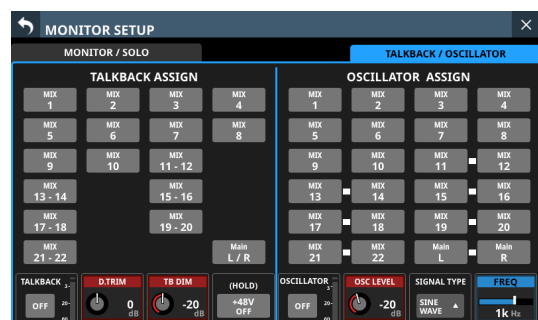 MONITOR SETUP
MONITOR / SOLO
TALKBACK / OSCILLATOR
TALKBACK ASSIGN
MIX 1
MIX 2
MIX 3
MIX 4
MIX 5
MIX 6
MIX 7
MIX 8
MIX 9
MIX 10
MIX 11 - 12
MIX 13 - 14
MIX 15 - 16
MIX 17 - 18
MIX 19 - 20
MIX 21 - 22
Main L / R
OSCILLATOR ASSIGN
MIX 1
MIX 2
MIX 3
MIX 4
MIX 5
MIX 6
MIX 7
MIX 8
MIX 9
MIX 10
MIX 11
MIX 12
MIX 13
MIX 14
MIX 15
MIX 16
MIX 17
MIX 18
MIX 19
MIX 20
MIX 21
MIX 22
Main L
Main R
TALKBACK
OFF
3-
20-
60
D.TRIM
0
dB
TB DIM
-20
dB
(HOLD)
+48V
OFF
OSCILLATOR
OFF
3-
20-
60
OSC LEVEL
-20
dB
SIGNAL TYPE
SINE
WAVE
FREQ
1k Hz